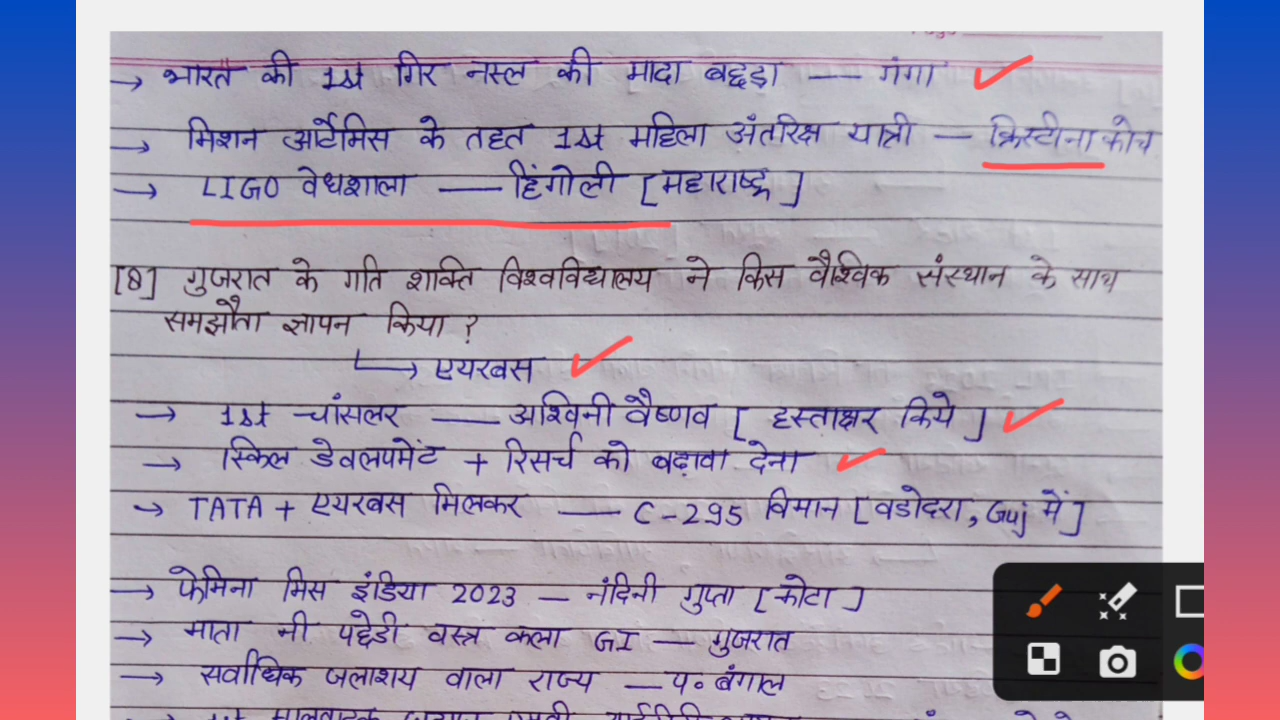 → भारत की 1st गिर नस्ल की मादा बछड़ा —— गंगा ✓
→ मिशन आर्टेमिस के तहत 1st महिला अंतरिक्ष यात्री — क्रिस्टीना कोच
→ LIGO वेधशाला —— हिंगोली [महाराष्ट्र]
[8] गुजरात के गति शक्ति विश्वविद्यालय ने किस वैश्विक संस्थान के साथ
समझौता ज्ञापन किया ?
→ एयरबस ✓
→ 1st चांसलर —— अश्विनी वैष्णव [ हस्ताक्षर किये ] ✓
→ स्किल डेवलपमेंट + रिसर्च को बढ़ावा देना ✓
→ TATA + एयरबस मिलकर —— C-295 विमान [वडोदरा, Guj में]
→ फेमिना मिस इंडिया 2023 — नंदिनी गुप्ता [कोटा]
→ माता नी पछेडी वस्त्र कला GI — गुजरात
→ सर्वाधिक जलाशय वाला राज्य — प० बंगाल